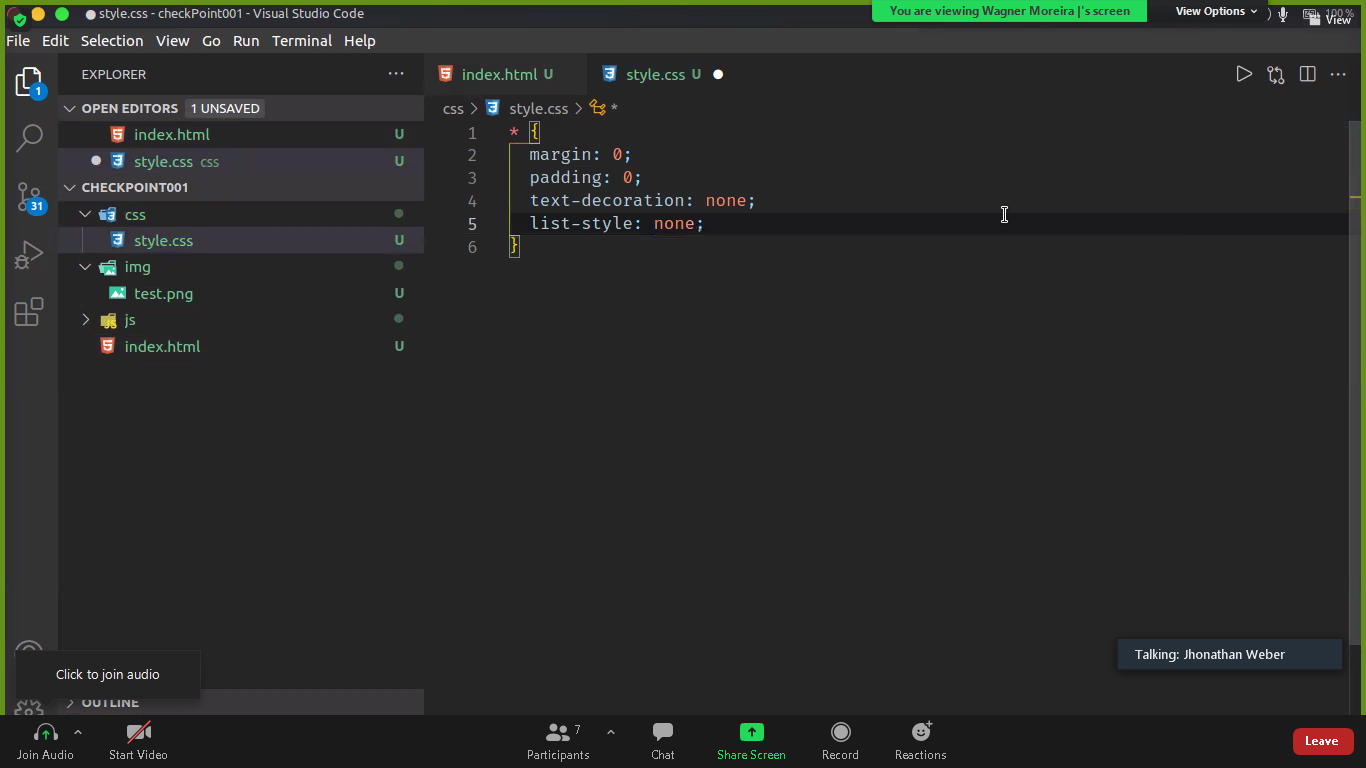 style.css - checkPoint001 - Visual Studio Code
You are viewing Wagner Moreira |'s screen
View Options
100 %
View
File Edit Selection View Go Run Terminal Help
EXPLORER
index.html U
style.css U
1
OPEN EDITORS 1 UNSAVED
css > style.css > *
index.html U
style.css css U
CHECKPOINT001
31
css
style.css U
img
test.png U
js
JS
index.html U
1 * {
2 margin: 0;
3 padding: 0;
4 text-decoration: none;
5 list-style: none;
6 }
Talking: Jhonathan Weber
Click to join audio
OUTLINE
Join Audio
Start Video
7
Participants
Chat
Share Screen
Record
Reactions
Leave